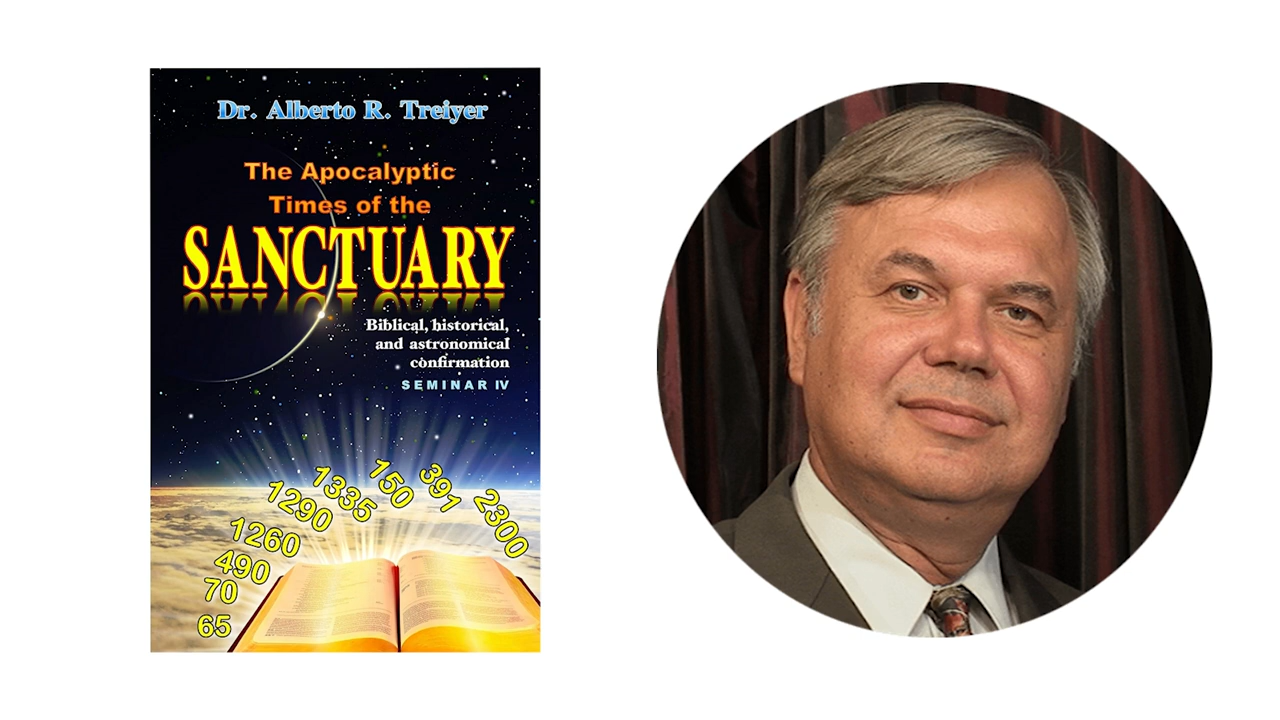 Dr. Alberto R. Treiyer
The Apocalyptic
Times of the
SANCTUARY
Biblical, historical,
and astronomical
confirmation
SEMINAR IV
65
70
490
1260
1290
1335
150
391
2300